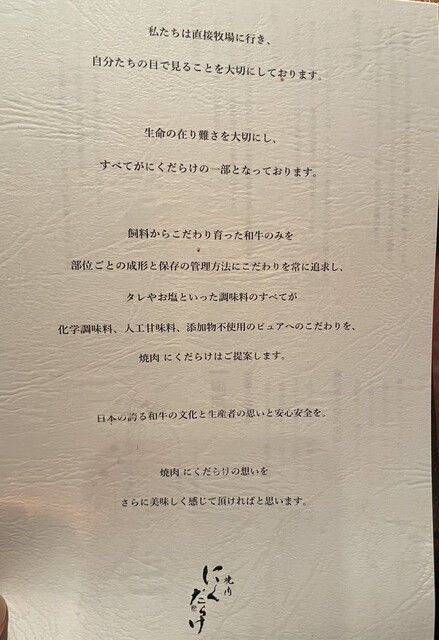 私たちは直接牧場に行き、
自分たちの目で見ることを大切にしております。
生命の在り難さを大切にし、
すべてがにくだらけの一部となっております。
飼料からこだわり育った和牛のみを
部位ごとの成形と保存の管理方法にこだわりを常に追求し、
タレやお塩といった調味料のすべてが
化学調味料、人工甘味料、添加物不使用のピュアへのこだわりを、
焼肉 にくだらけはご提案します。
日本の誇る和牛の文化と生産者の思いと安心安全を。
焼肉 にくだらけの想いを
さらに美味しく感じて頂ければと思います。
焼肉
にく
だらけ